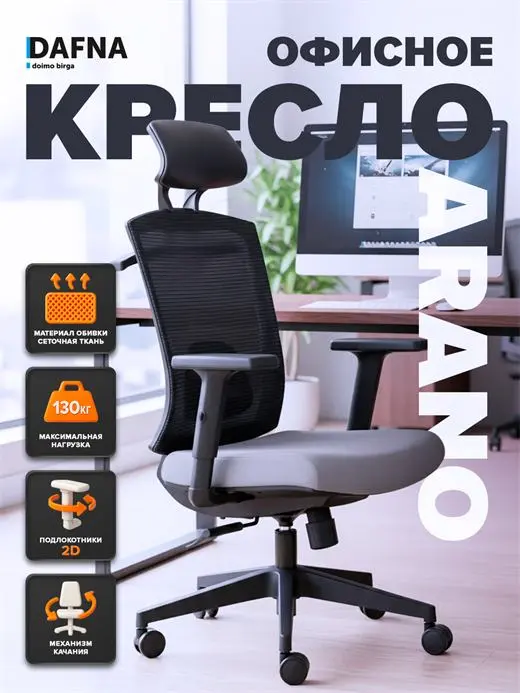 DAFNA
doimo birga
ОФИСНОЕ
КРЕСЛО
ARANO
МАТЕРИАЛ ОБИВКИ
СЕТОЧНАЯ ТКАНЬ
130КГ
МАКСИМАЛЬНАЯ
НАГРУЗКА
ПОДЛОКОТНИКИ
2D
МЕХАНИЗМ
КАЧАНИЯ